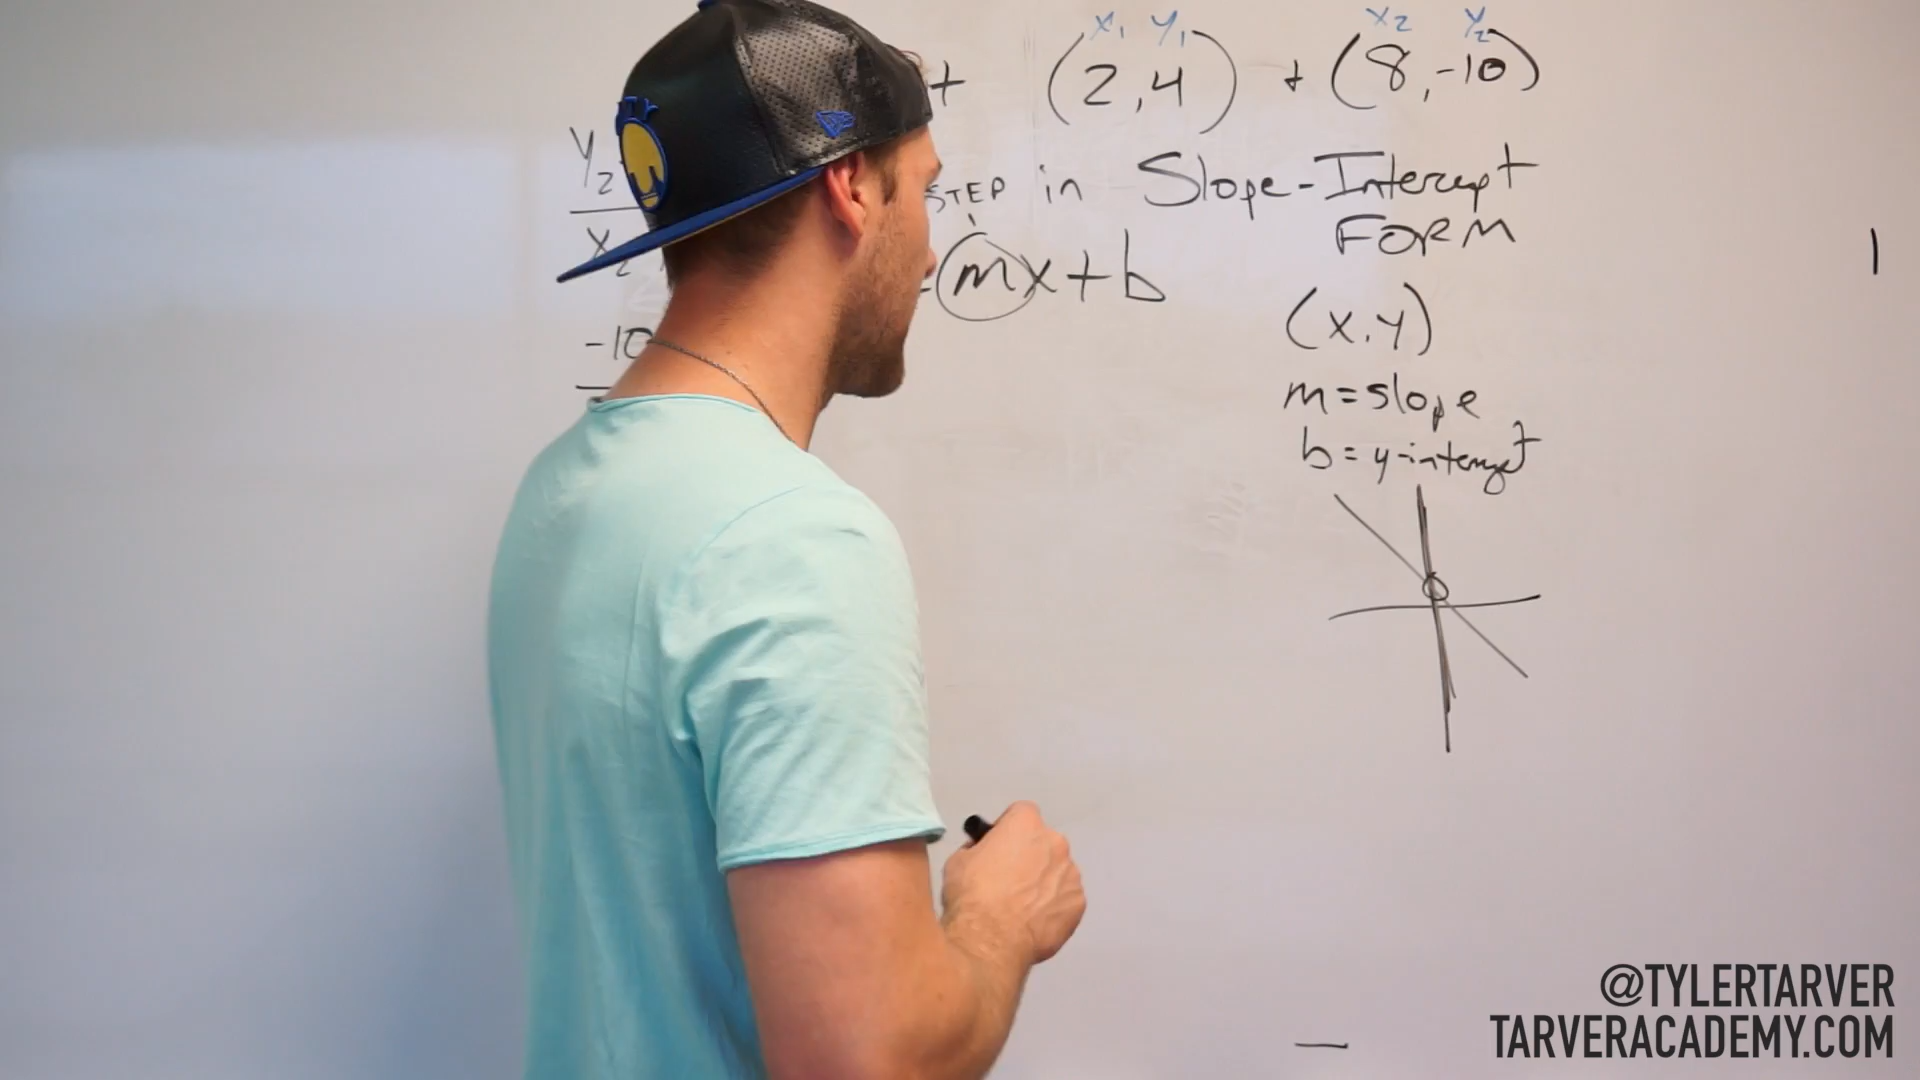 x₁ y₁ x₂ y₂
(2,4) + (8,-10)
STEP in Slope-Intercept
FORM
y₂
x₂
mx+b
-10
(x,y)
m=slope
b=y-intercept
@TYLERTARVER
TARVERACADEMY.COM